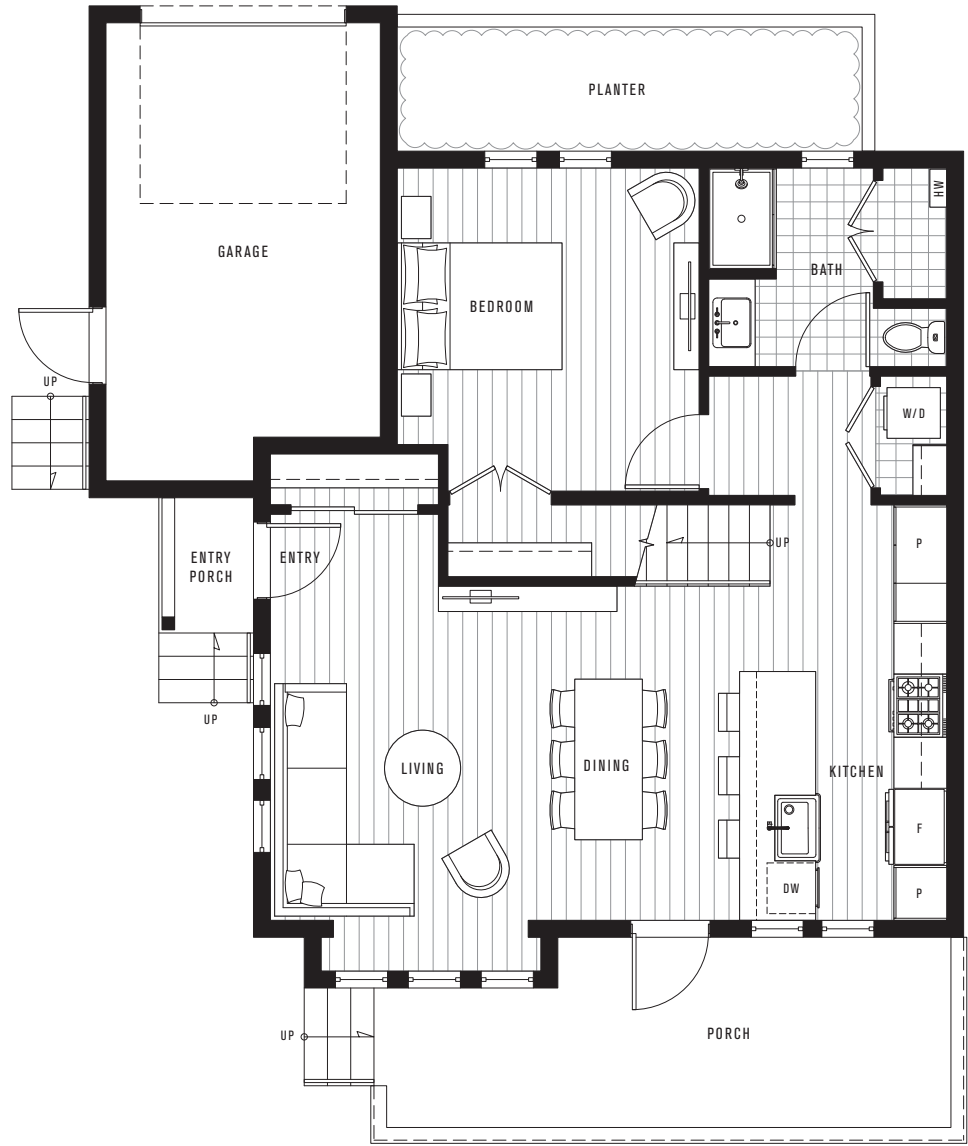 PLANTER
GARAGE
HW
BATH
BEDROOM
UP
W/D
P
ENTRY
PORCH
ENTRY
UP
UP
LIVING
DINING
KITCHEN
F
DW
P
UP
PORCH